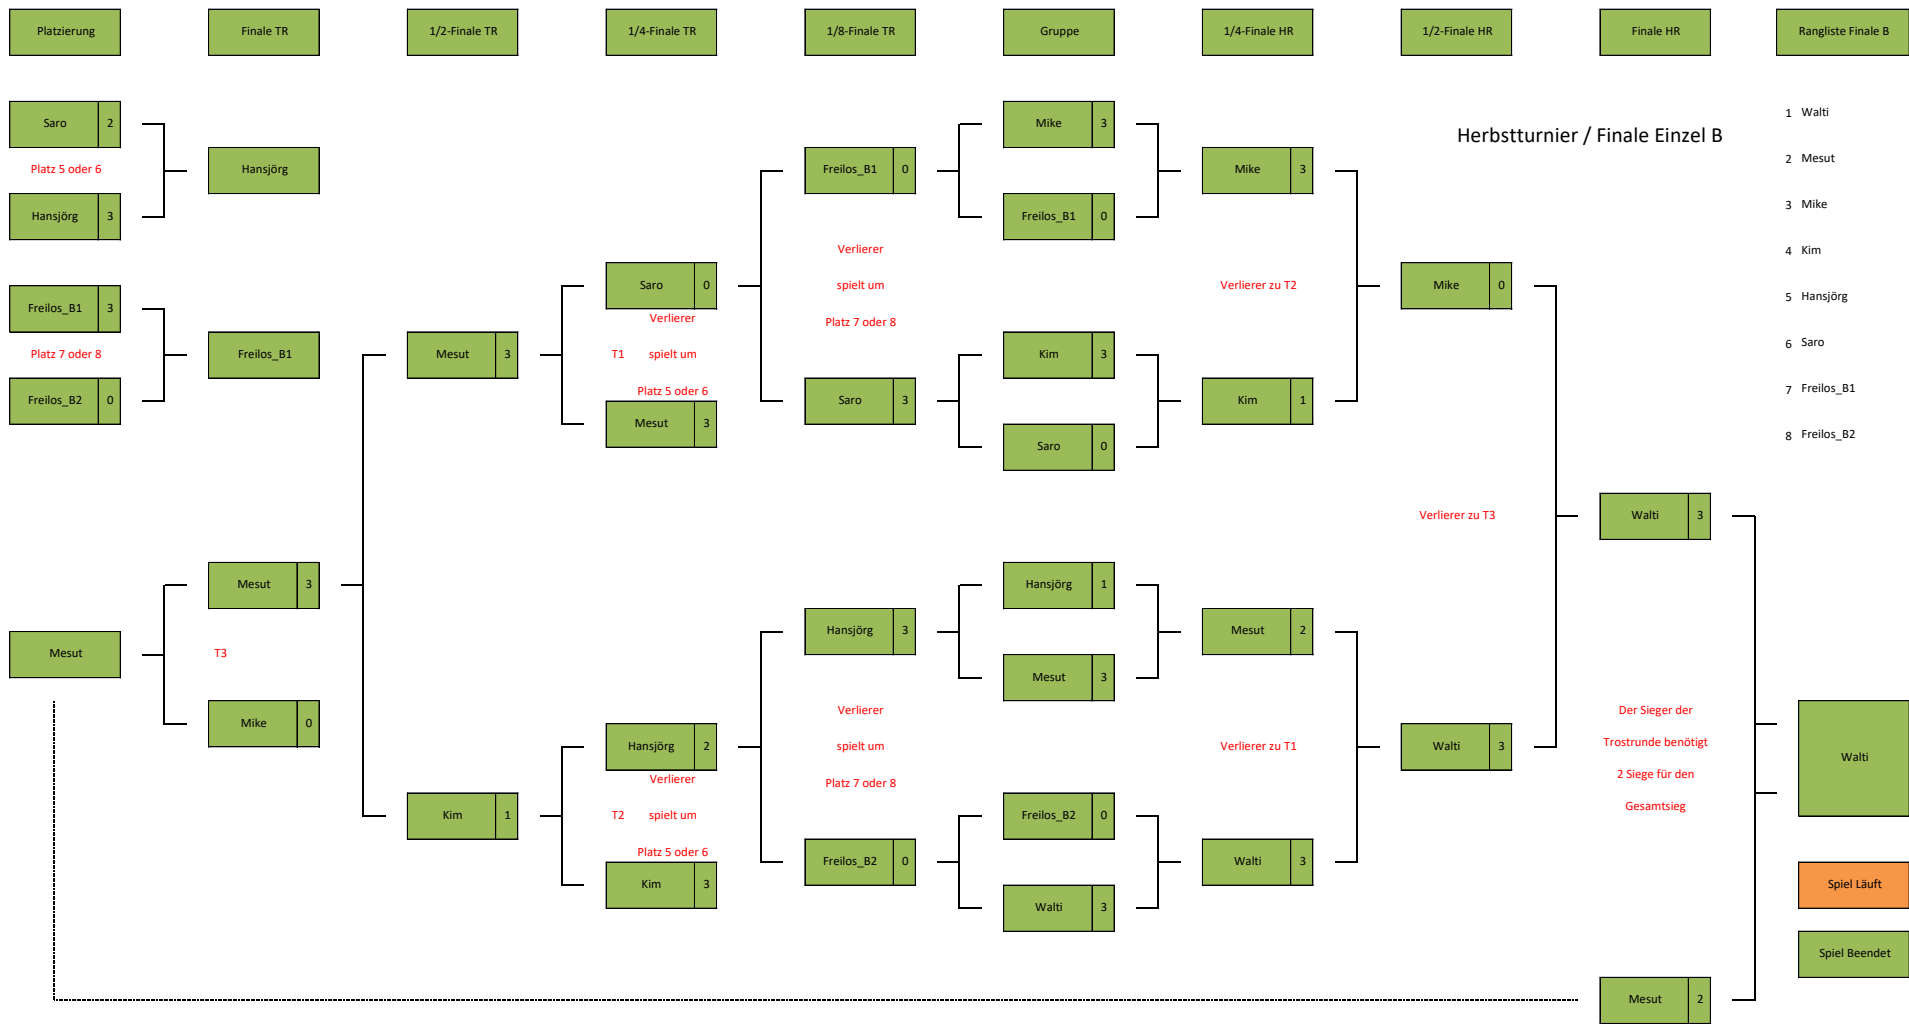 Platzierung
Finale TR
1/2-Finale TR
1/4-Finale TR
1/8-Finale TR
Gruppe
1/4-Finale HR
1/2-Finale HR
Finale HR
Rangliste Finale B
Herbstturnier / Finale Einzel B
Saro 2
Platz 5 oder 6
Hansjörg 3
Freilos_B1 3
Platz 7 oder 8
Freilos_B2 0
Mesut
Hansjörg
Freilos_B1
Mesut 3
T3
Mike 0
Mesut 3
Kim 1
Saro 0
Verlierer
T1 spielt um
Platz 5 oder 6
Mesut 3
Hansjörg 2
Verlierer
T2 spielt um
Platz 5 oder 6
Kim 3
Freilos_B1 0
Verlierer
spielt um
Platz 7 oder 8
Saro 3
Hansjörg 3
Verlierer
spielt um
Platz 7 oder 8
Freilos_B2 0
Mike 3
Freilos_B1 0
Kim 3
Saro 0
Hansjörg 1
Mesut 3
Freilos_B2 0
Walti 3
Mike 3
Verlierer zu T2
Kim 1
Mesut 2
Verlierer zu T1
Walti 3
Mike 0
Verlierer zu T3
Walti 3
Walti 3
Der Sieger der
Trostrunde benötigt
2 Siege für den
Gesamtsieg
Mesut 2
1 Walti
2 Mesut
3 Mike
4 Kim
5 Hansjörg
6 Saro
7 Freilos_B1
8 Freilos_B2
Walti
Spiel Läuft
Spiel Beendet